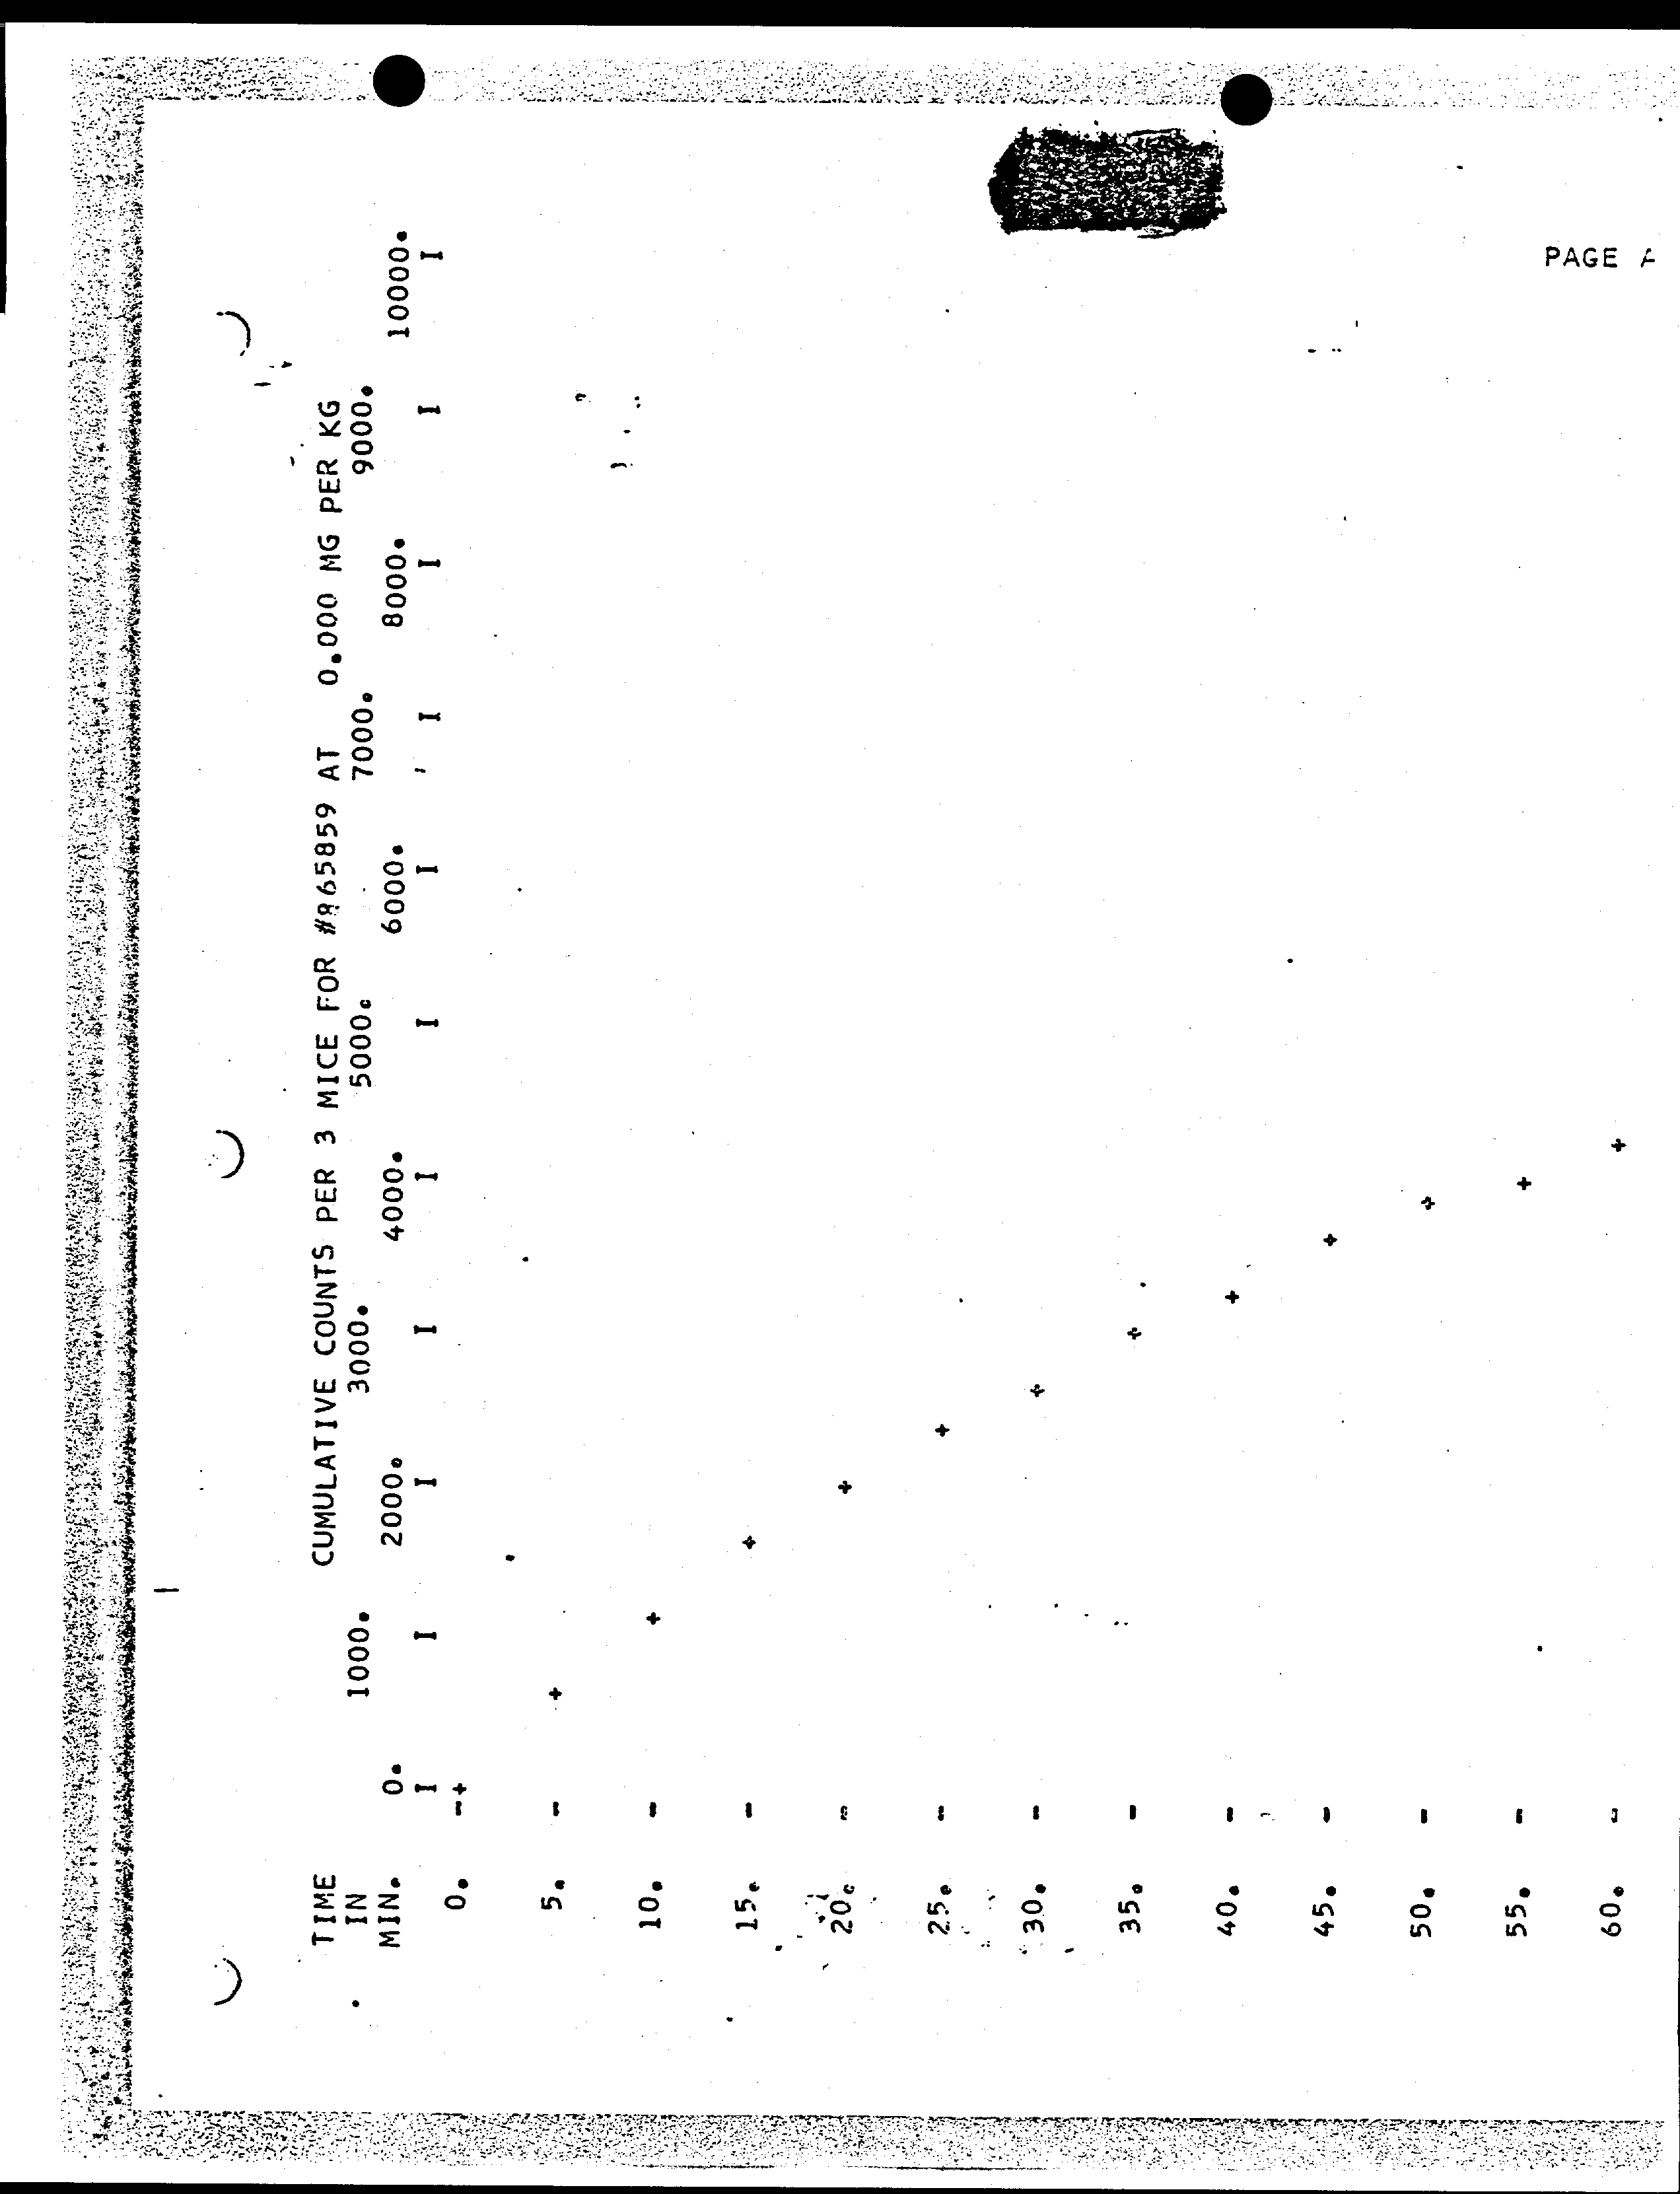 CUMULATIVE COUNTS PER 3 MICE FOR #865859 AT 0.000 MG PER KG
TIME
IN 1000. 3000. 5000. 7000. 9000.
MIN. 0. 2000. 4000. 6000. 8000. 10000.
I I I I I I I I I I I
0. -+
5. - +
10. - +
15. - +
20. - +
25. - +
30. - +
35. - +
40. - +
45. - +
50. - +
55. - +
60. - +
PAGE